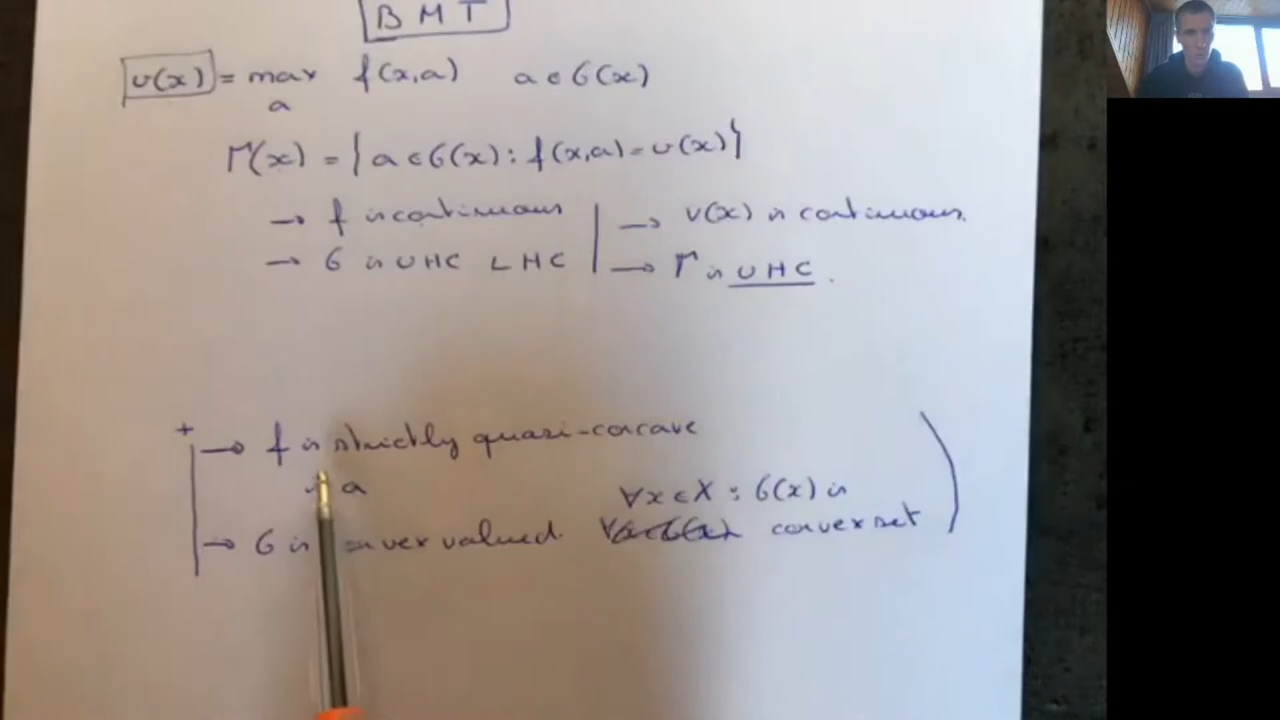 BMT
v(x) = max f(x,a) a ∈ G(x)
a
Γ(x) = { a ∈ G(x) : f(x,a) = v(x) }
→ f is continuous → v(x) is continuous.
→ G is UHC LHC → Γ is UHC.
+
→ f is strictly quasi-concave
a ∀x ∈ X : G(x) is
→ G is convex valued. convex set